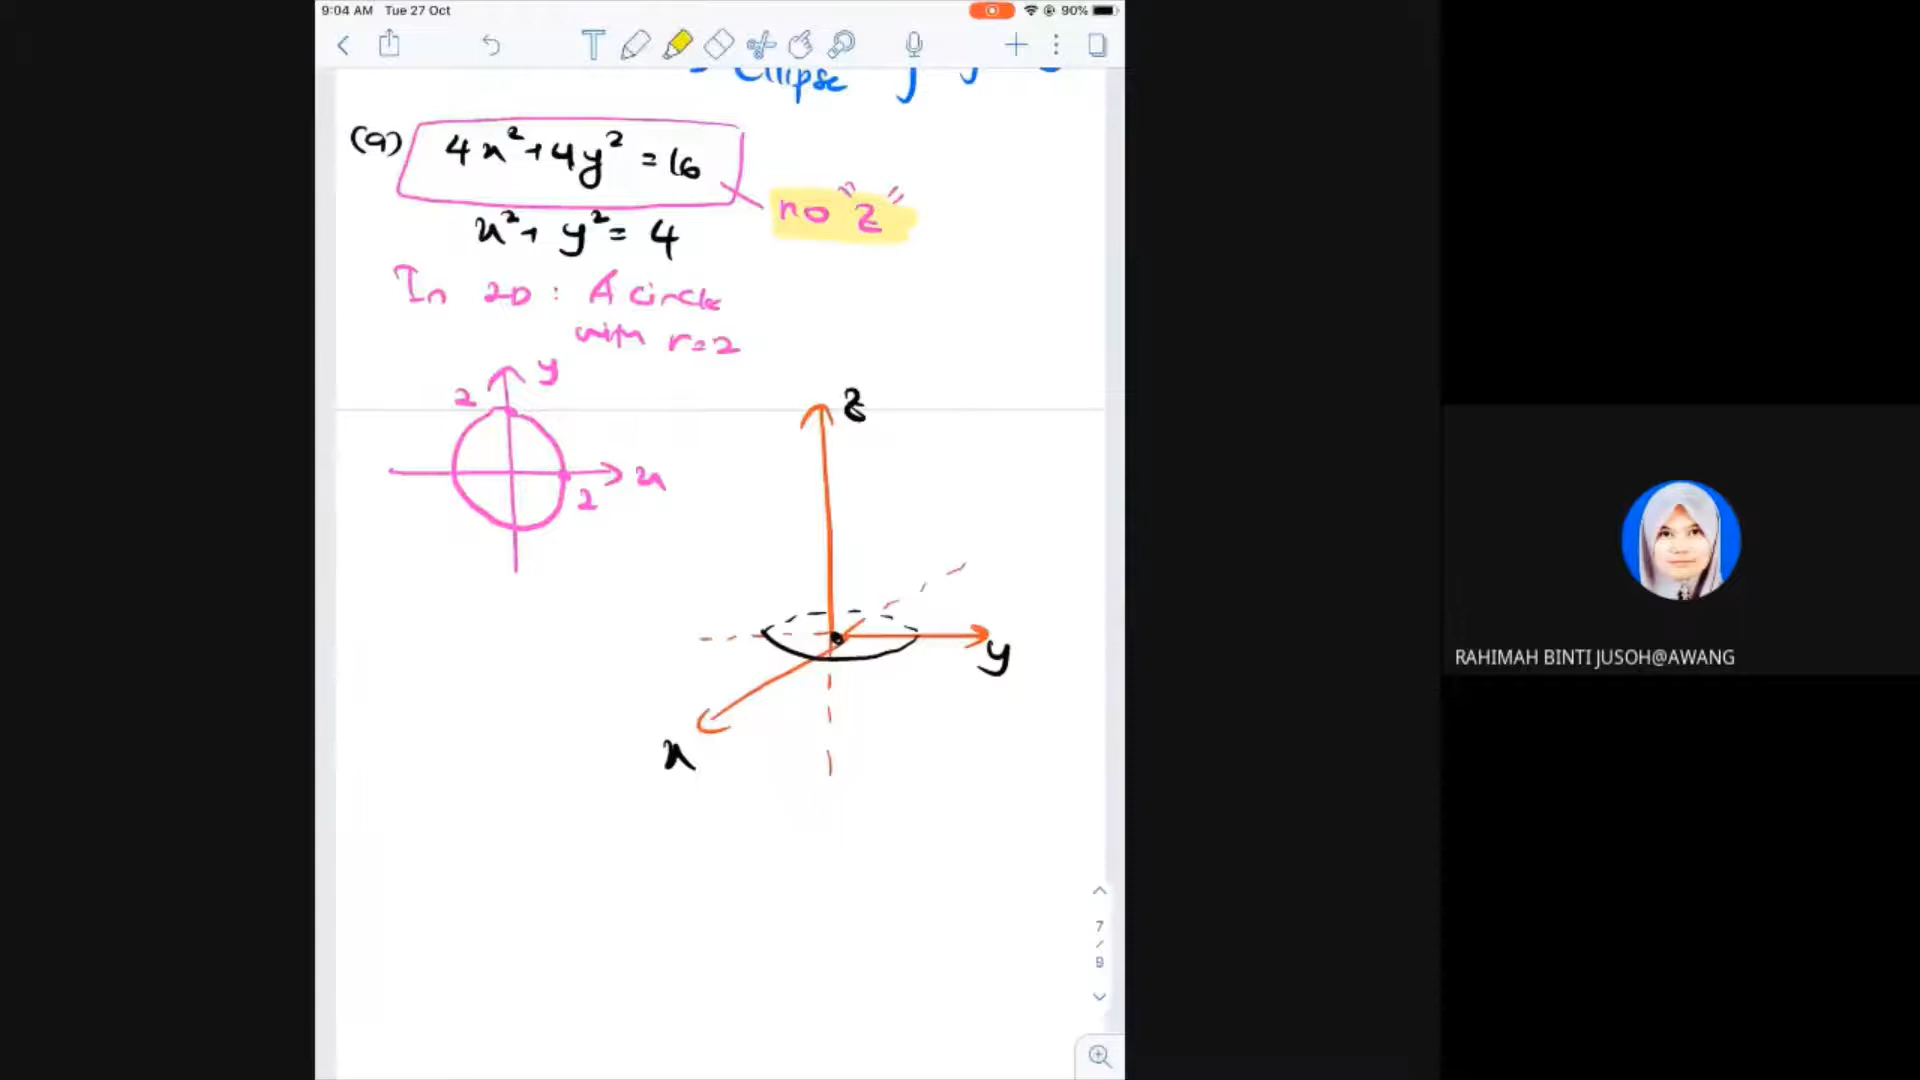 9:04 AM Tue 27 Oct
90%
T
Ellipse
(a) 4x²+4y²=16
no "z"
x²+y²=4
In 2D: A circle
with r=2
y
2
x
2
z
y
x
7
/
9
RAHIMAH BINTI JUSOH@AWANG